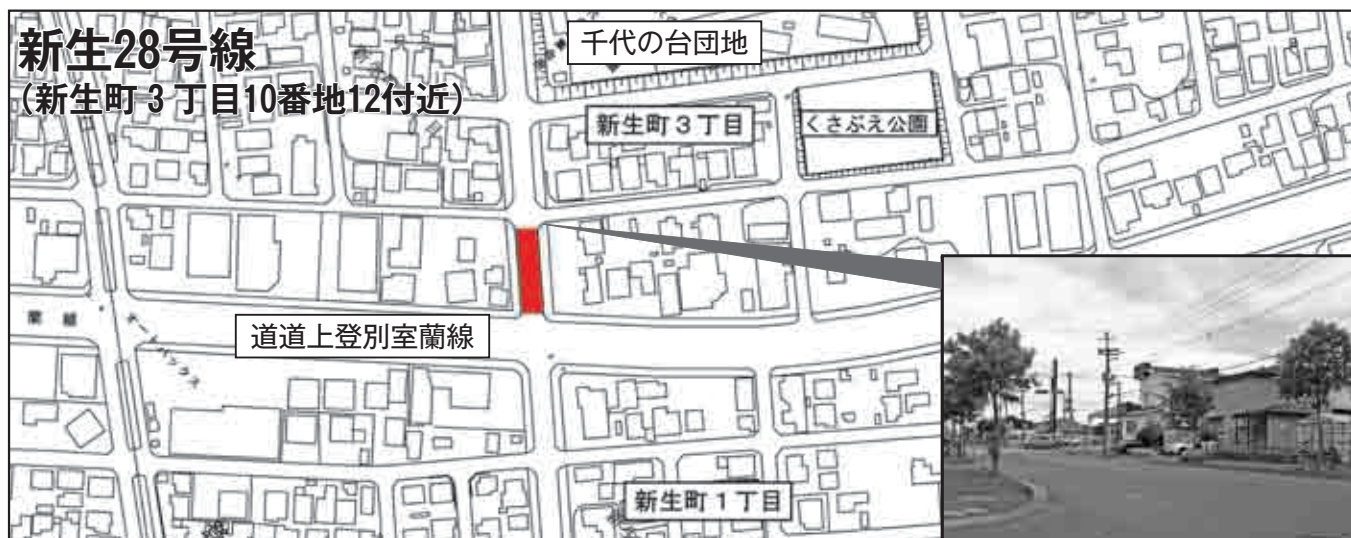 新生28号線
(新生町3丁目10番地12付近)
千代の台団地
新生町3丁目
くさぶえ公園
道道上登別室蘭線
蘭線
新生町1丁目